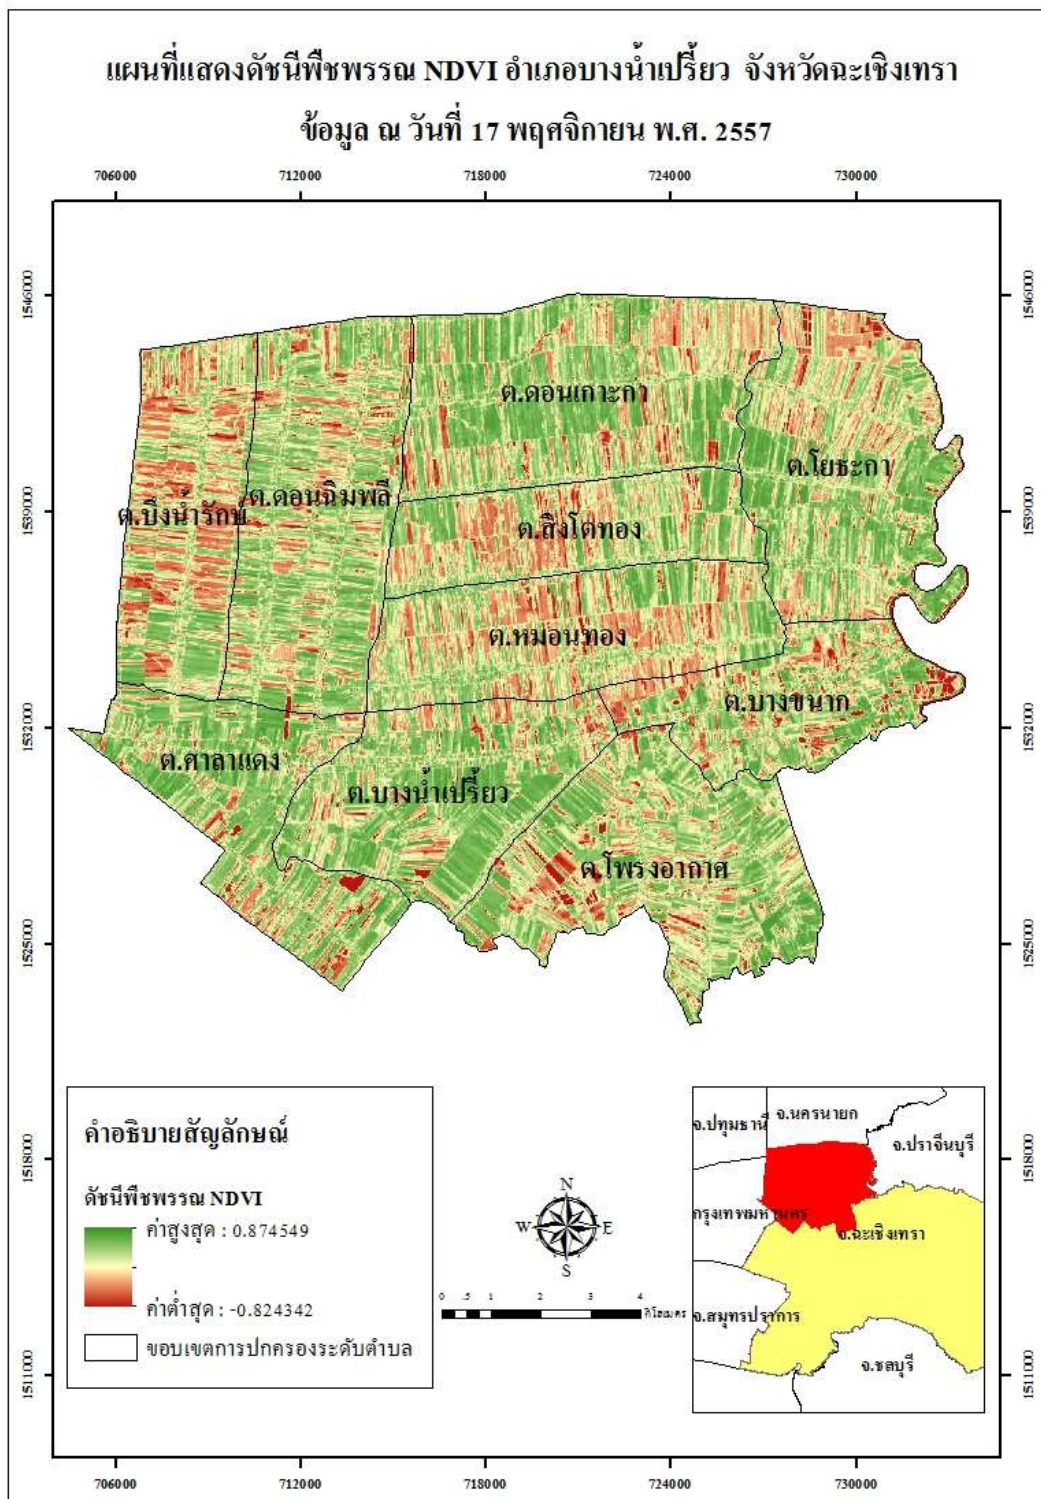 แผนที่แสดงดัชนีพืชพรรณ NDVI อำเภอบางน้ำเปรี้ยว จังหวัดฉะเชิงเทรา
ข้อมูล ณ วันที่ 17 พฤศจิกายน พ.ศ. 2557
706000 712000 718000 724000 730000
1546000 1546000
ต.ดอนเกาะกา
ต.โยธะกา
ต.ดอนฉิมพลี
ต.บึงน้ำรักษ์
1539000 1539000
ต.สิงโตทอง
ต.หมอนทอง
ต.บางขนาก
1532000 1532000
ต.ศาลาแดง
ต.บางน้ำเปรี้ยว
ต.โพรงอากาศ
1525000 1525000
คำอธิบายสัญลักษณ์
ดัชนีพืชพรรณ NDVI
ค่าสูงสุด : 0.874549
ค่าต่ำสุด : -0.824342
ขอบเขตการปกครองระดับตำบล
N
W E
S
0 .5 1 2 3 4
กิโลเมตร
จ.นครนายก
จ.ปทุมธานี
จ.ปราจีนบุรี
กรุงเทพมหานคร
จ.ฉะเชิงเทรา
จ.สมุทรปราการ
จ.ชลบุรี
1518000 1518000
1511000 1511000
706000 712000 718000 724000 730000